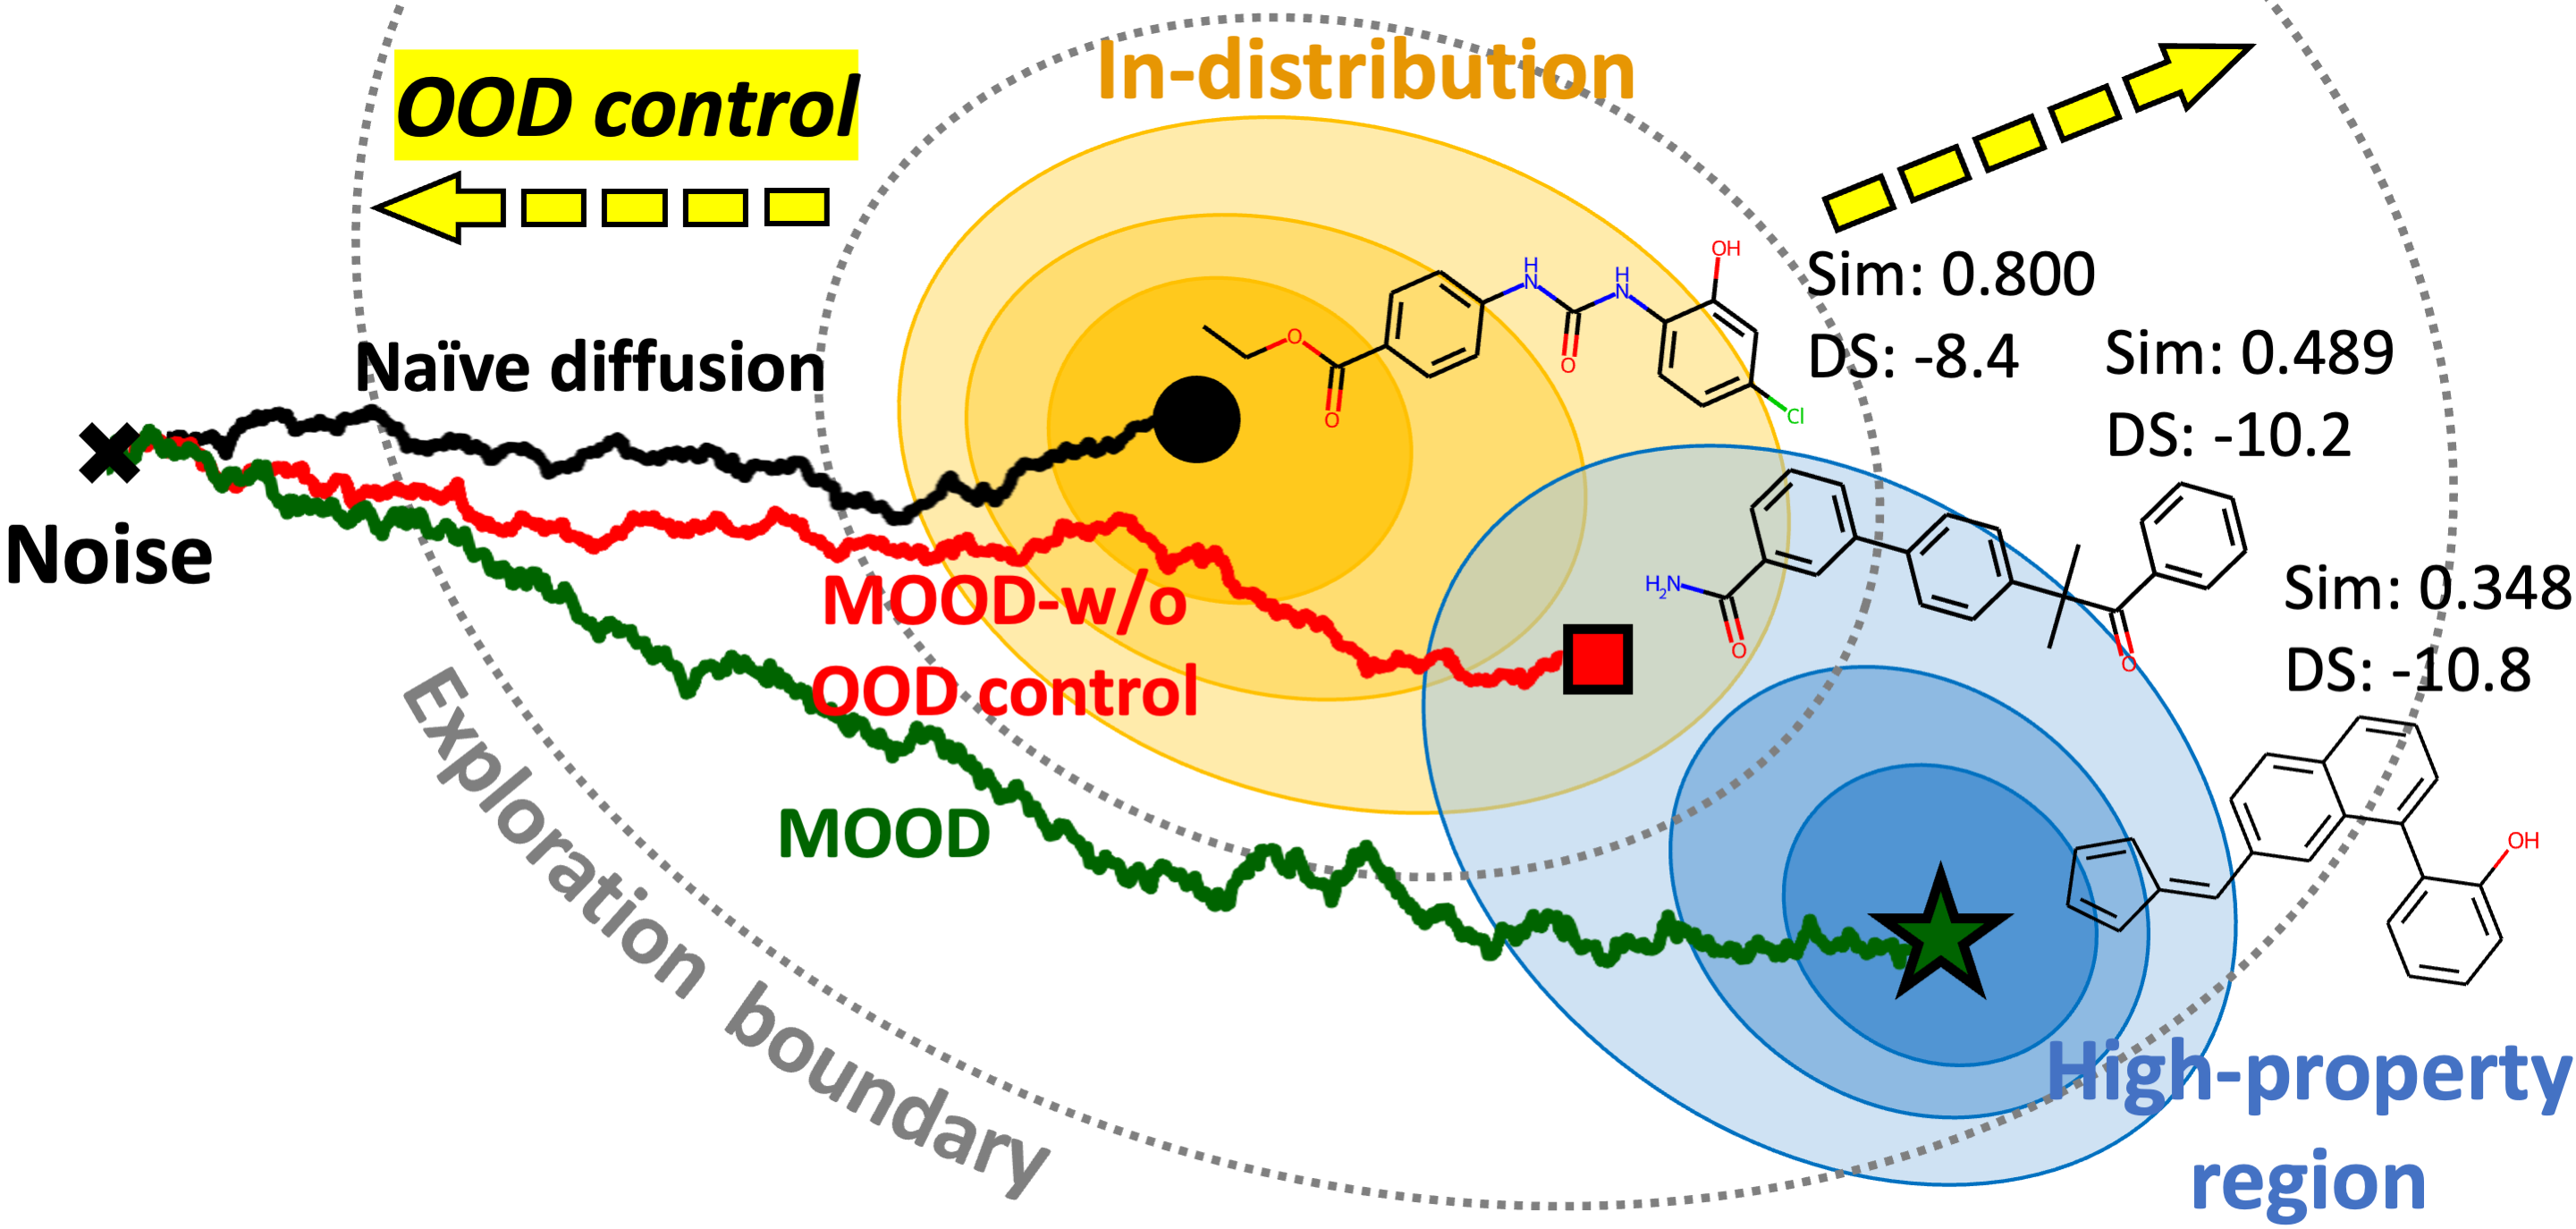 In-distribution
OOD control
Sim: 0.800
DS: -8.4
Sim: 0.489
DS: -10.2
Naïve diffusion
Noise
MOOD-w/o
OOD control
Sim: 0.348
DS: -10.8
MOOD
Exploration boundary
High-property
region
OH
H
N
H
N
O
O
O
Cl
H₂N
O
O
OH